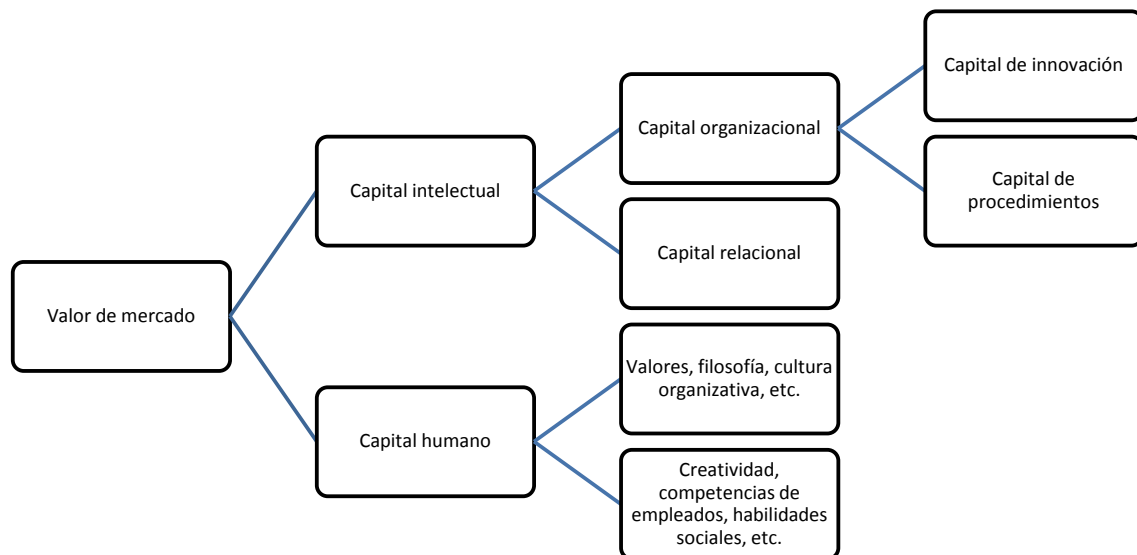 Capital de innovación
Capital organizacional
Capital intelectual
Capital de
procedimientos
Capital relacional
Valor de mercado
Valores, filosofía, cultura
organizativa, etc.
Capital humano
Creatividad,
competencias de
empleados, habilidades
sociales, etc.